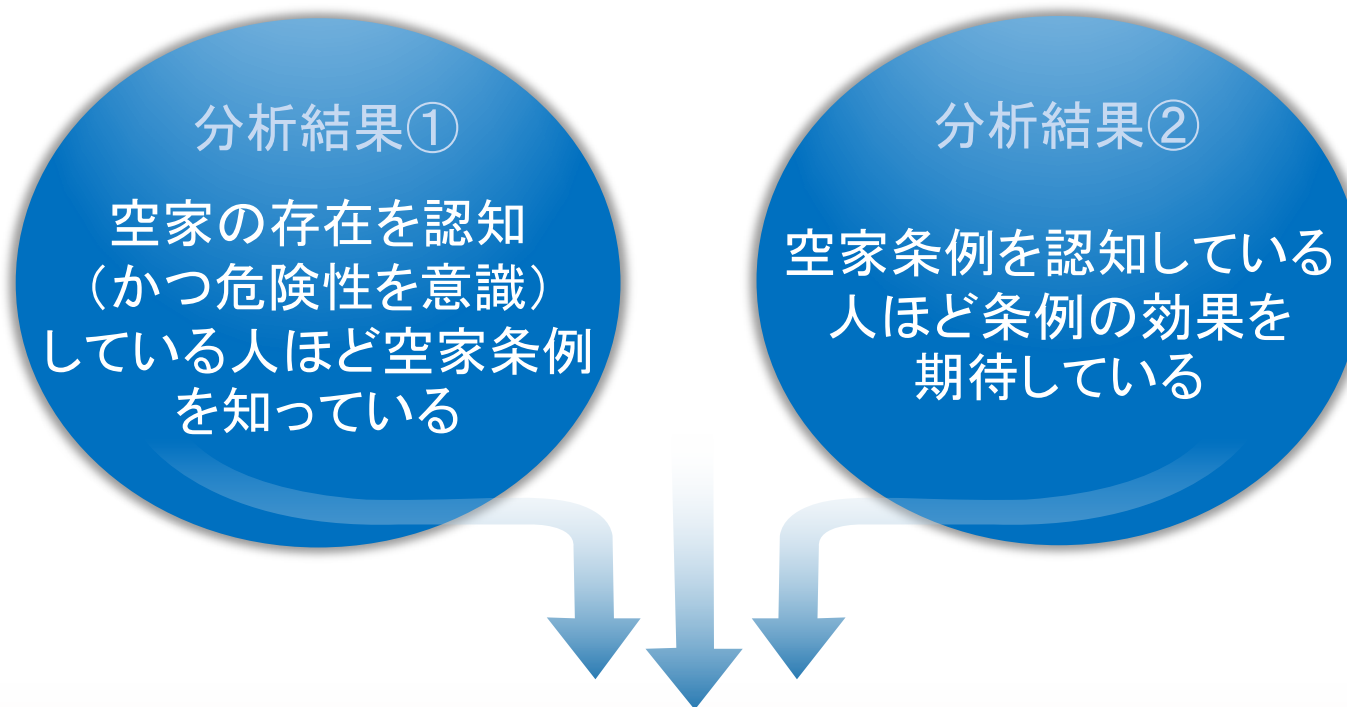 分析結果①
空家の存在を認知
（かつ危険性を意識）
している人ほど空家条例
を知っている
分析結果②
空家条例を認知している
人ほど条例の効果を
期待している